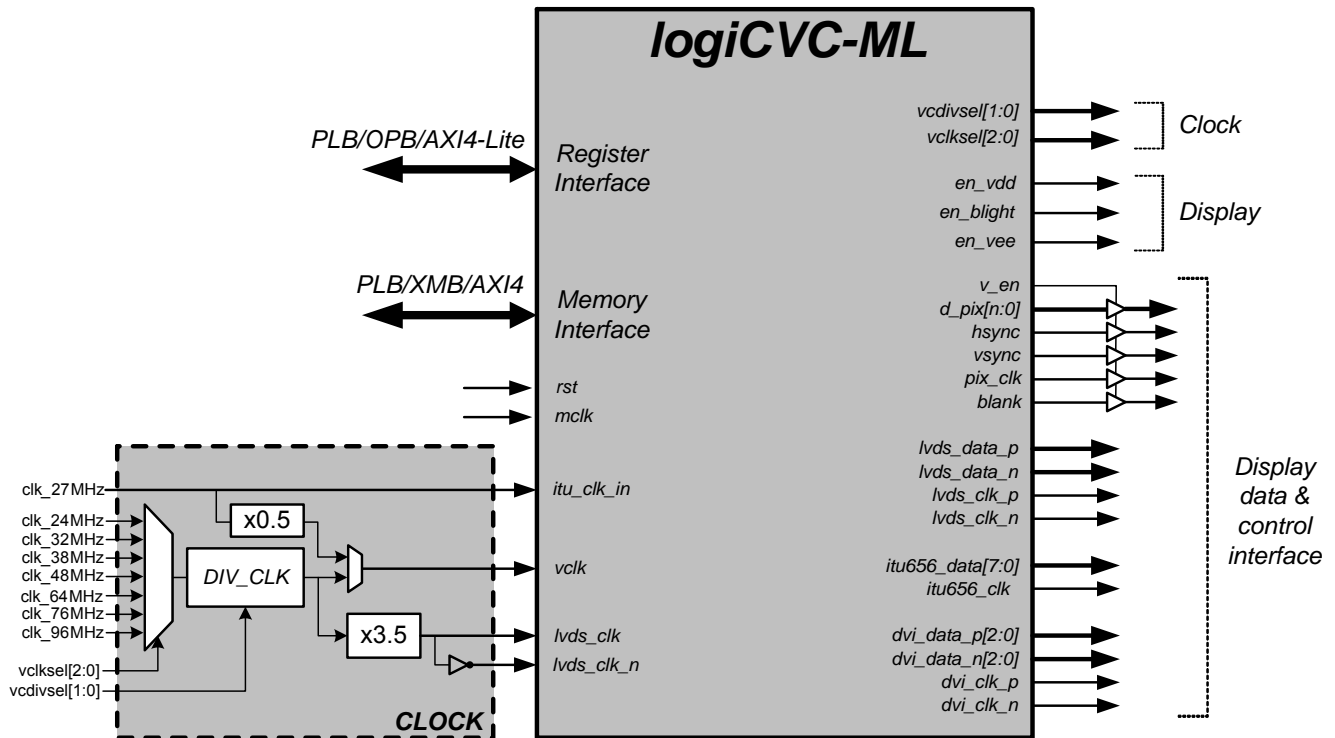 logiCVC-ML
PLB/OPB/AXI4-Lite
Register
Interface
PLB/XMB/AXI4
Memory
Interface
rst
mclk
itu_clk_in
vclk
lvds_clk
lvds_clk_n
clk_27MHz
clk_24MHz
clk_32MHz
clk_38MHz
clk_48MHz
clk_64MHz
clk_76MHz
clk_96MHz
vclksel[2:0]
vcdivsel[1:0]
x0.5
DIV_CLK
x3.5
CLOCK
vcdivsel[1:0]
vclksel[2:0]
Clock
en_vdd
en_blight
en_vee
Display
v_en
d_pix[n:0]
hsync
vsync
pix_clk
blank
lvds_data_p
lvds_data_n
lvds_clk_p
lvds_clk_n
itu656_data[7:0]
itu656_clk
dvi_data_p[2:0]
dvi_data_n[2:0]
dvi_clk_p
dvi_clk_n
Display
data &
control
interface